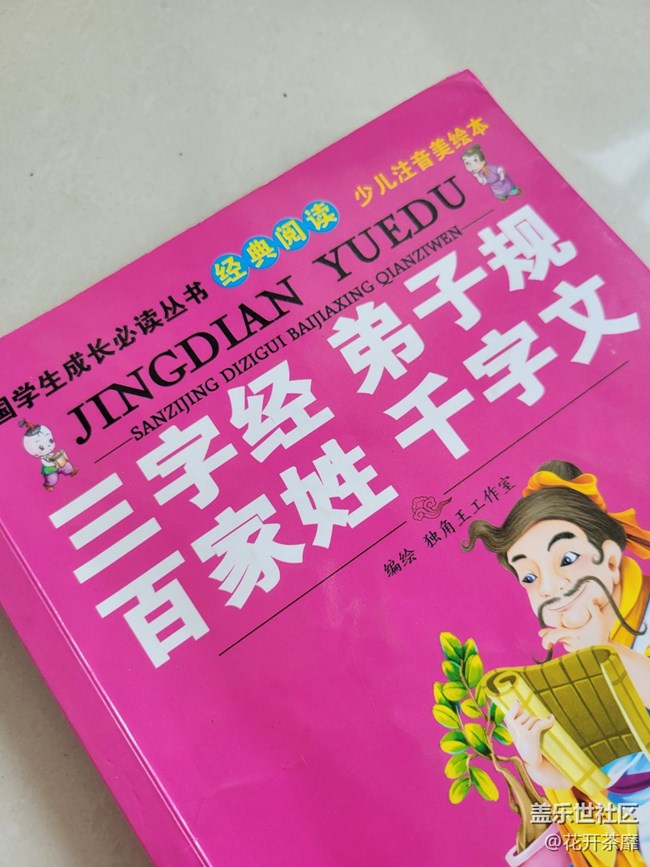 国学生成长必读丛书 经典阅读 少儿注音美绘本
JINGDIAN YUEDU
SANZIJING DIZIGUI BAIJIAXING QIANZIWEN
三字经 弟子规
百家姓 千字文
编绘 独角王工作室
盖乐世社区
@花开茶靡